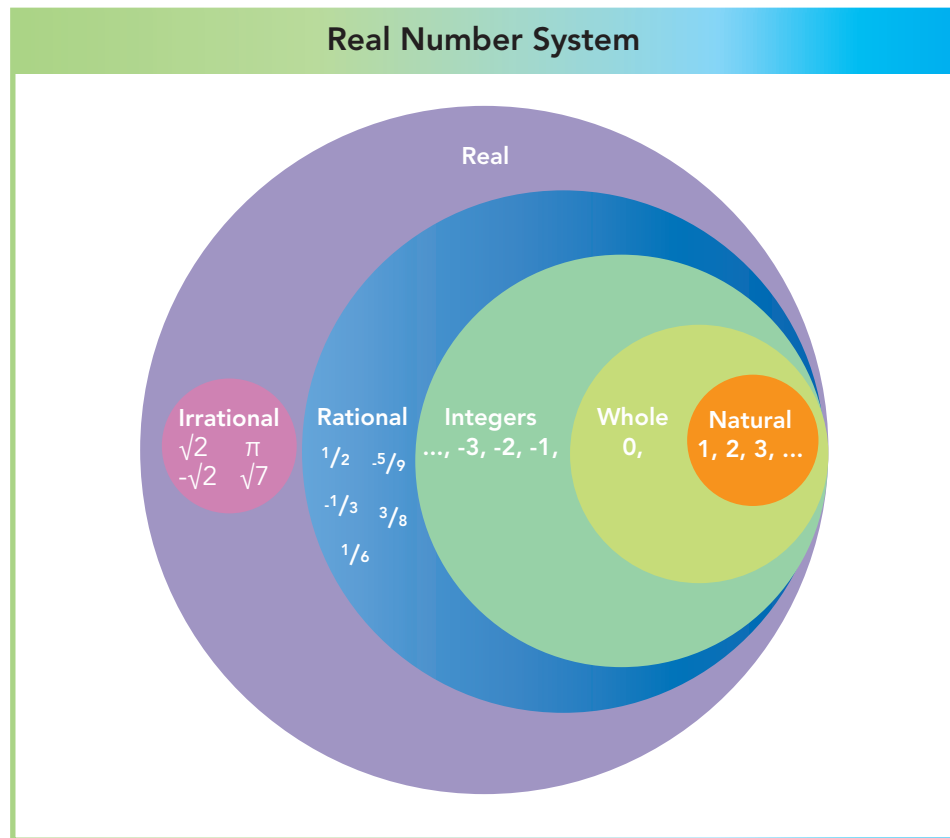 Real Number System
Real
Irrational
√2 π
-√2 √7
Rational
1/2 -5/9
-1/3 3/8
1/6
Integers
..., -3, -2, -1,
Whole
0,
Natural
1, 2, 3, ...